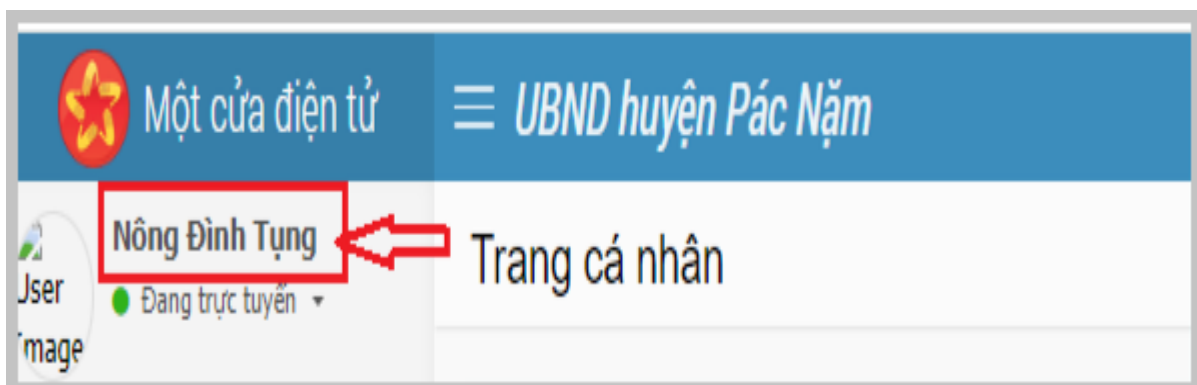 Một cửa điện tử
UBND huyện Pác Nặm
Nông Đình Tụng
Đang trực tuyến
User
Image
Trang cá nhân